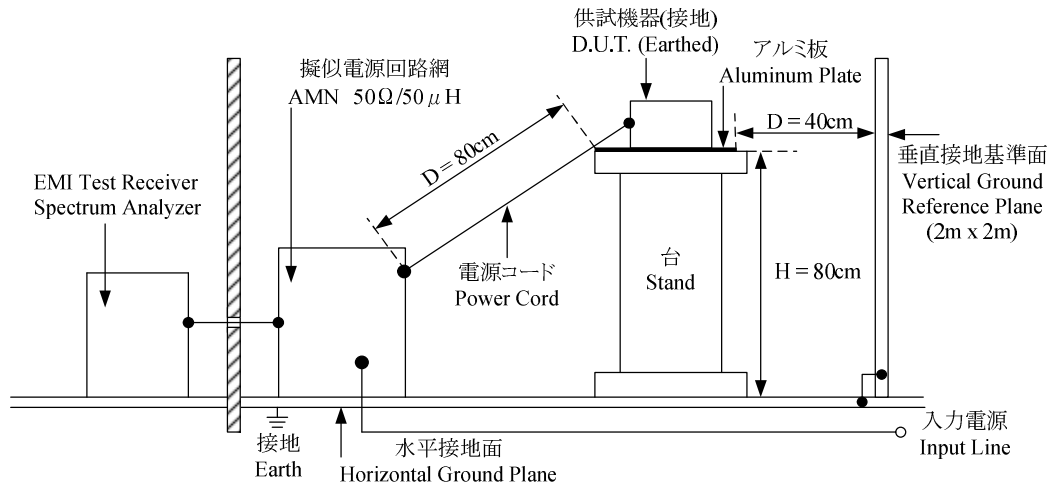 供試機器(接地)
D.U.T. (Earthed)
アルミ板
Aluminum Plate
擬似電源回路網
AMN 50Ω/50μH
D = 80cm
D = 40cm
垂直接地基準面
Vertical Ground
Reference Plane
(2m x 2m)
EMI Test Receiver
Spectrum Analyzer
電源コード
Power Cord
台
Stand
H = 80cm
接地
Earth
水平接地面
Horizontal Ground Plane
入力電源
Input Line